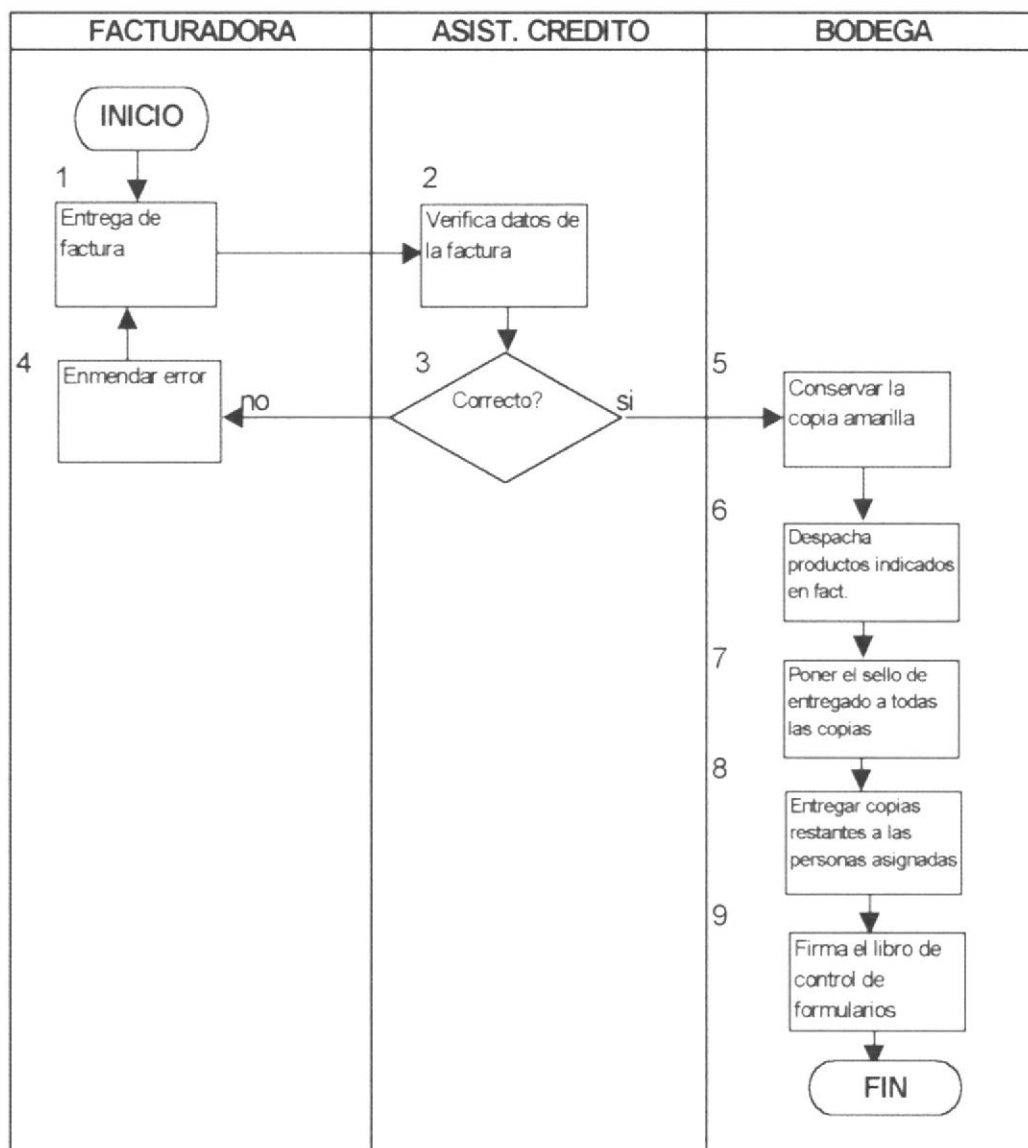 FACTURADORA
ASIST. CREDITO
BODEGA
INICIO
1
Entrega de
factura
2
Verifica datos de
la factura
3
Correcto?
no
si
4
Enmendar error
5
Conservar la
copia amarilla
6
Despacha
productos indicados
en fact.
7
Poner el sello de
entregado a todas
las copias
8
Entregar copias
restantes a las
personas asignadas
9
Firma el libro de
control de
formularios
FIN